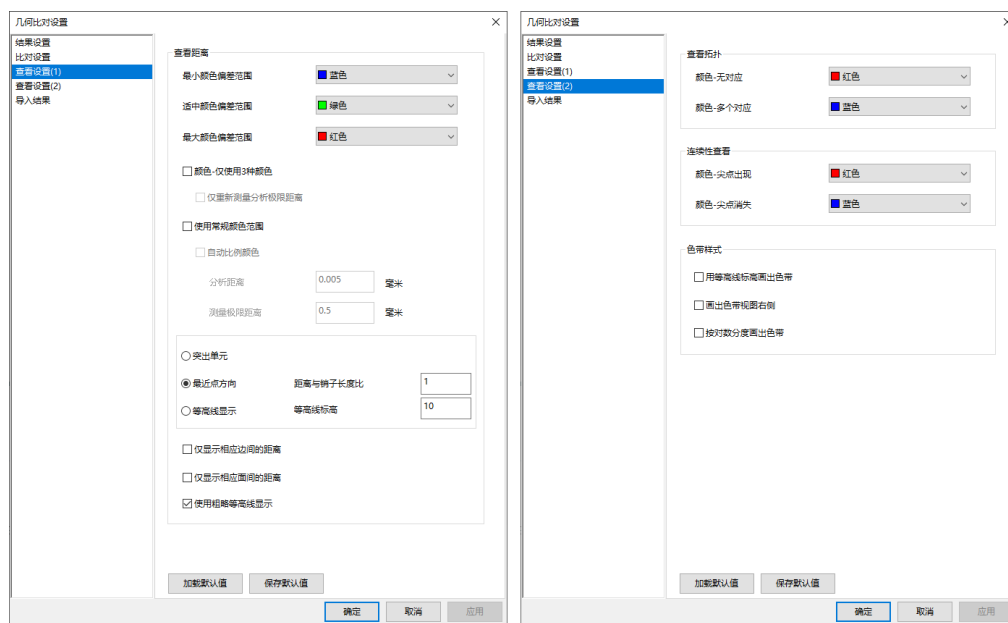 几何比对设置
结果设置
比对设置
查看设置(1)
查看设置(2)
导入结果
查看距离
最小颜色偏差范围 蓝色
适中颜色偏差范围 绿色
最大颜色偏差范围 红色
颜色-仅使用3种颜色
仅重新测量分析极限距离
使用常规颜色范围
自动比例颜色
分析距离 0.005 毫米
测量极限距离 0.5 毫米
突出单元
最近点方向 距离与销子长度比 1
等高线显示 等高线标高 10
仅显示相应边间的距离
仅显示相应面间的距离
使用粗略等高线显示
加载默认值 保存默认值
确定 取消 应用
几何比对设置
结果设置
比对设置
查看设置(1)
查看设置(2)
导入结果
查看拓扑
颜色-无对应 红色
颜色-多个对应 蓝色
连续性查看
颜色-尖点出现 红色
颜色-尖点消失 蓝色
色带样式
用等高线标高画出色带
画出色带视图右侧
按对数分度画出色带
加载默认值 保存默认值
确定 取消 应用